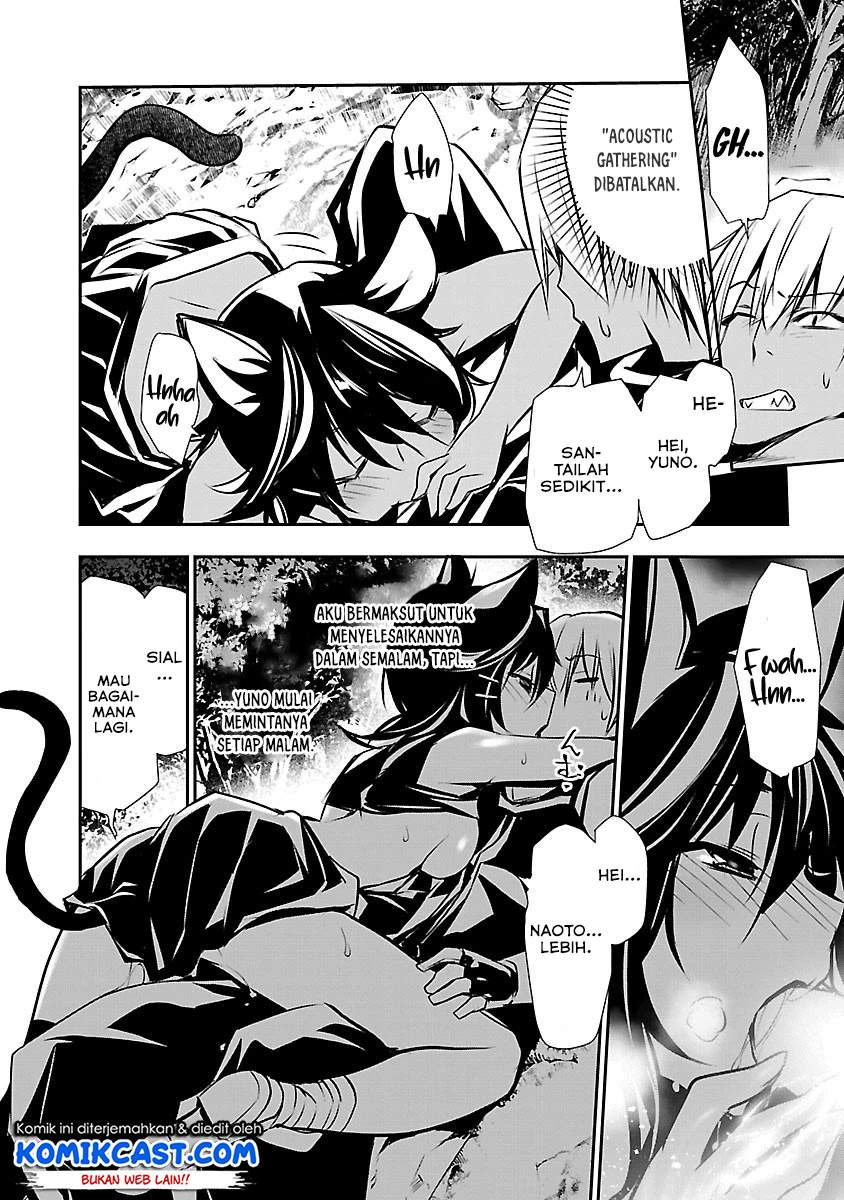 GH...
"ACOUSTIC
GATHERING"
DIBATALKAN.
Hn
HE-
HEI,
YUNO.
SAN-
TAILAH
SEDIKIT...
Hnha
ah
Fwah...
Hnn...
AKU BERMAKSUT UNTUK
MENYELESAIKANNYA
DALAM SEMALAM, TAPI...
...YUNO MULAI
MEMINTANYA
SETIAP MALAM.
んむ
HEI...
NAOTO...
LEBIH.
SIAL
...
MAU
BAGAI-
MANA
LAGI.
Komik ini diterjemahkan & diedit oleh
KOMIKCAST.COM
BUKAN WEB LAIN!!